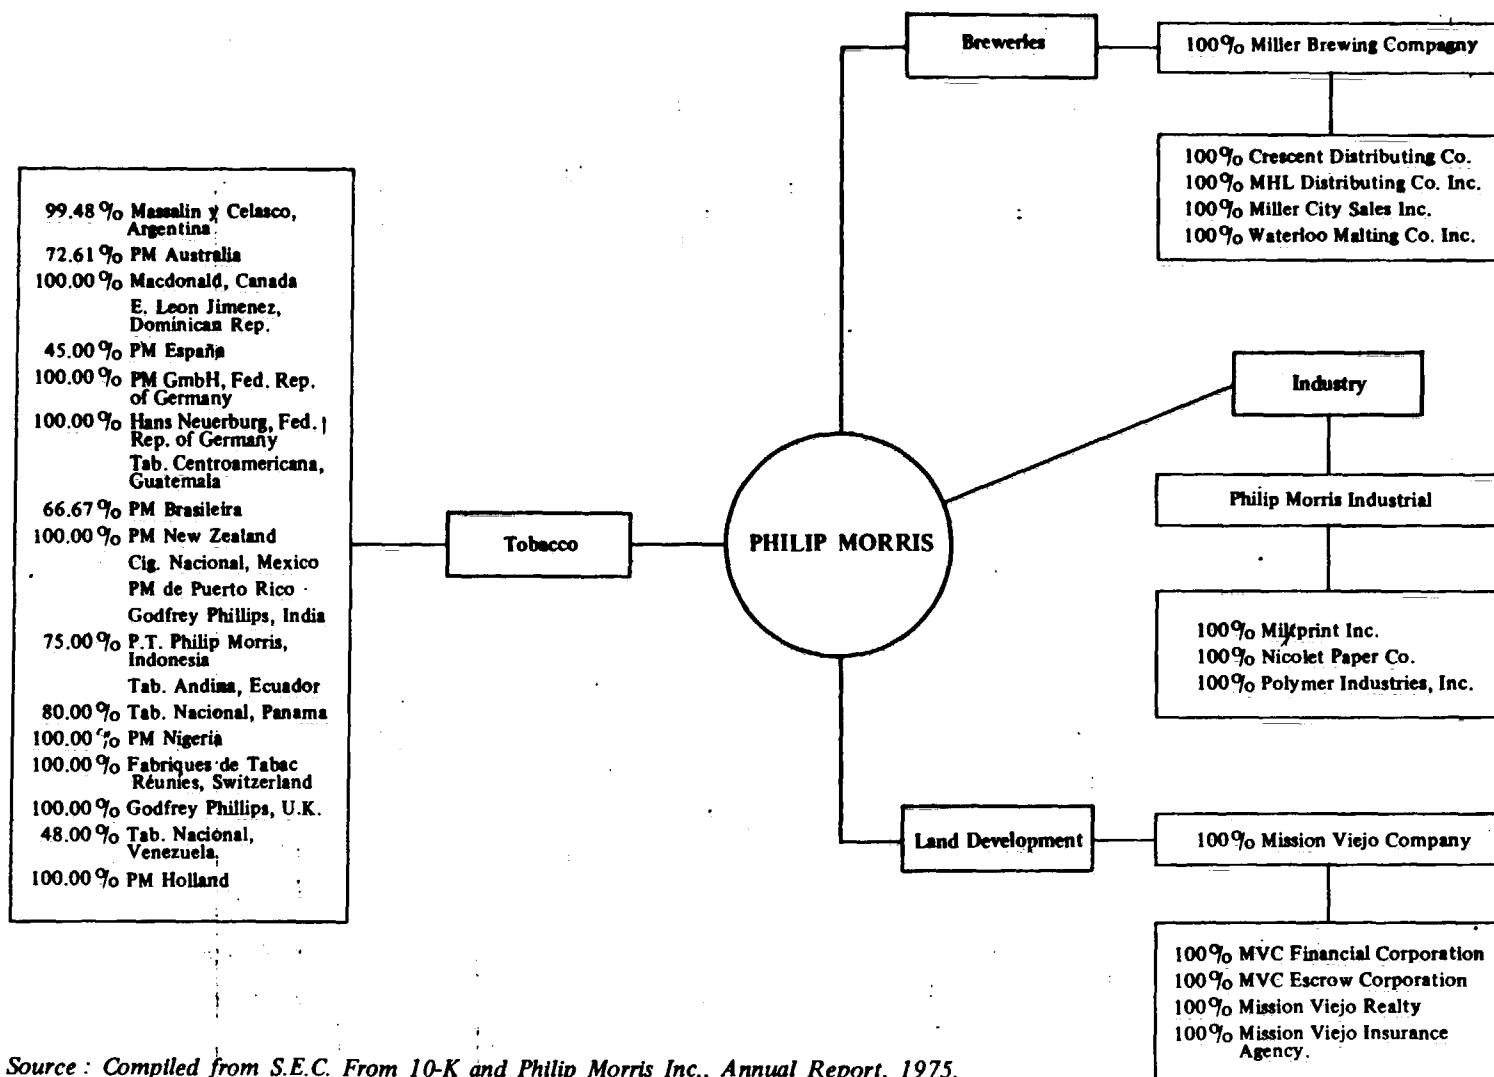 Breweries
100% Miller Brewing Compagny
100% Crescent Distributing Co.
100% MHL Distributing Co. Inc.
100% Miller City Sales Inc.
100% Waterloo Malting Co. Inc.
99.48% Massalin y Celasco,
Argentina
72.61% PM Australia
100.00% Macdonald, Canada
E. Leon Jimenez,
Dominican Rep.
45.00% PM España
100.00% PM GmbH, Fed. Rep.
of Germany
100.00% Hans Neuerburg, Fed.
Rep. of Germany
Tab. Centroamericana,
Guatemala
66.67% PM Brasileira
100.00% PM New Zealand
Cig. Nacional, Mexico
PM de Puerto Rico
Godfrey Phillips, India
75.00% P.T. Philip Morris,
Indonesia
Tab. Andina, Ecuador
80.00% Tab. Nacional, Panama
100.00% PM Nigeria
100.00% Fabriques de Tabac
Réunies, Switzerland
100.00% Godfrey Phillips, U.K.
48.00% Tab. Nacional,
Venezuela
100.00% PM Holland
Tobacco
PHILIP MORRIS
Industry
Philip Morris Industrial
100% Milprint Inc.
100% Nicolet Paper Co.
100% Polymer Industries, Inc.
Land Development
100% Mission Viejo Company
100% MVC Financial Corporation
100% MVC Escrow Corporation
100% Mission Viejo Realty
100% Mission Viejo Insurance
Agency.
Source : Compiled from S.E.C. From 10-K and Philip Morris Inc., Annual Report, 1975.